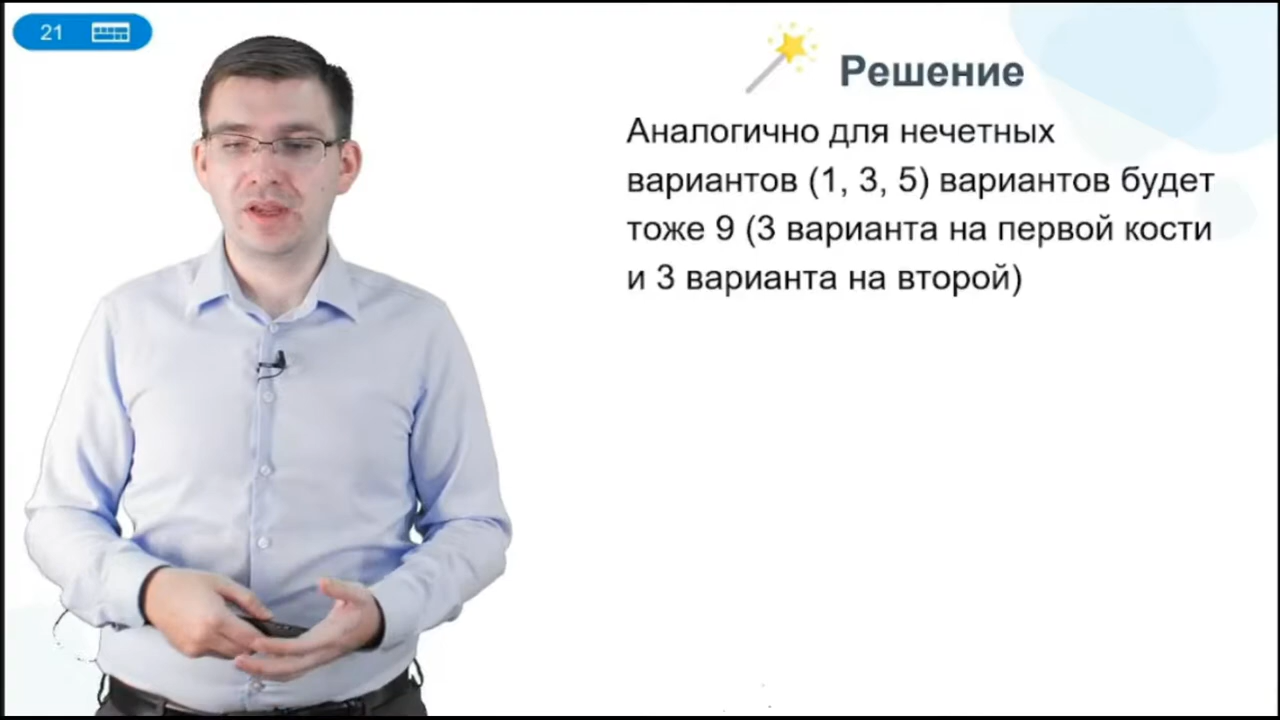 21
Решение
Аналогично для нечетных
вариантов (1, 3, 5) вариантов будет
тоже 9 (3 варианта на первой кости
и 3 варианта на второй)